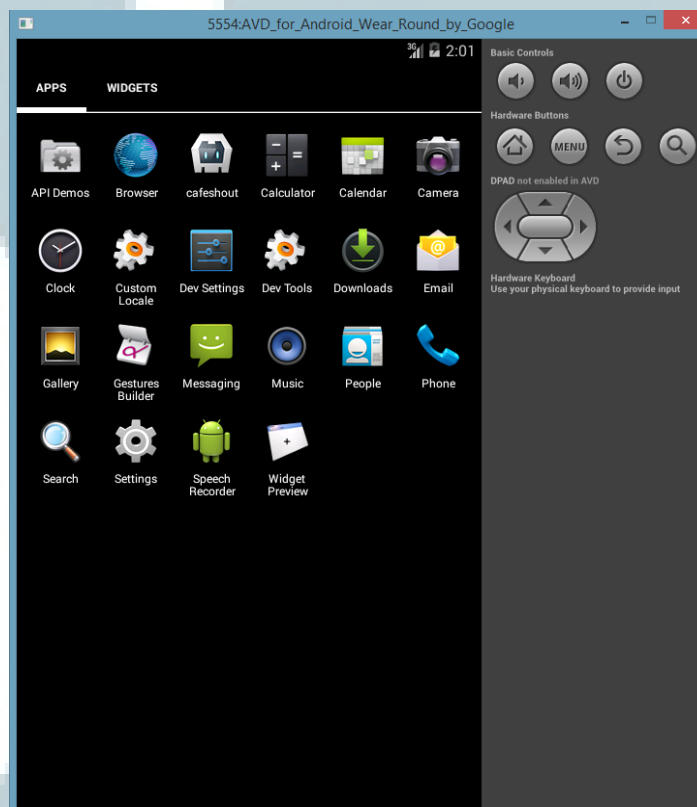 5554:AVD_for_Android_Wear_Round_by_Google
3G 2:01
APPS WIDGETS
API Demos Browser cafeshout Calculator Calendar Camera
Clock Custom Locale Dev Settings Dev Tools Downloads Email
Gallery Gestures Builder Messaging Music People Phone
Search Settings Speech Recorder Widget Preview
Basic Controls
Hardware Buttons
MENU
DPAD not enabled in AVD
Hardware Keyboard
Use your physical keyboard to provide input